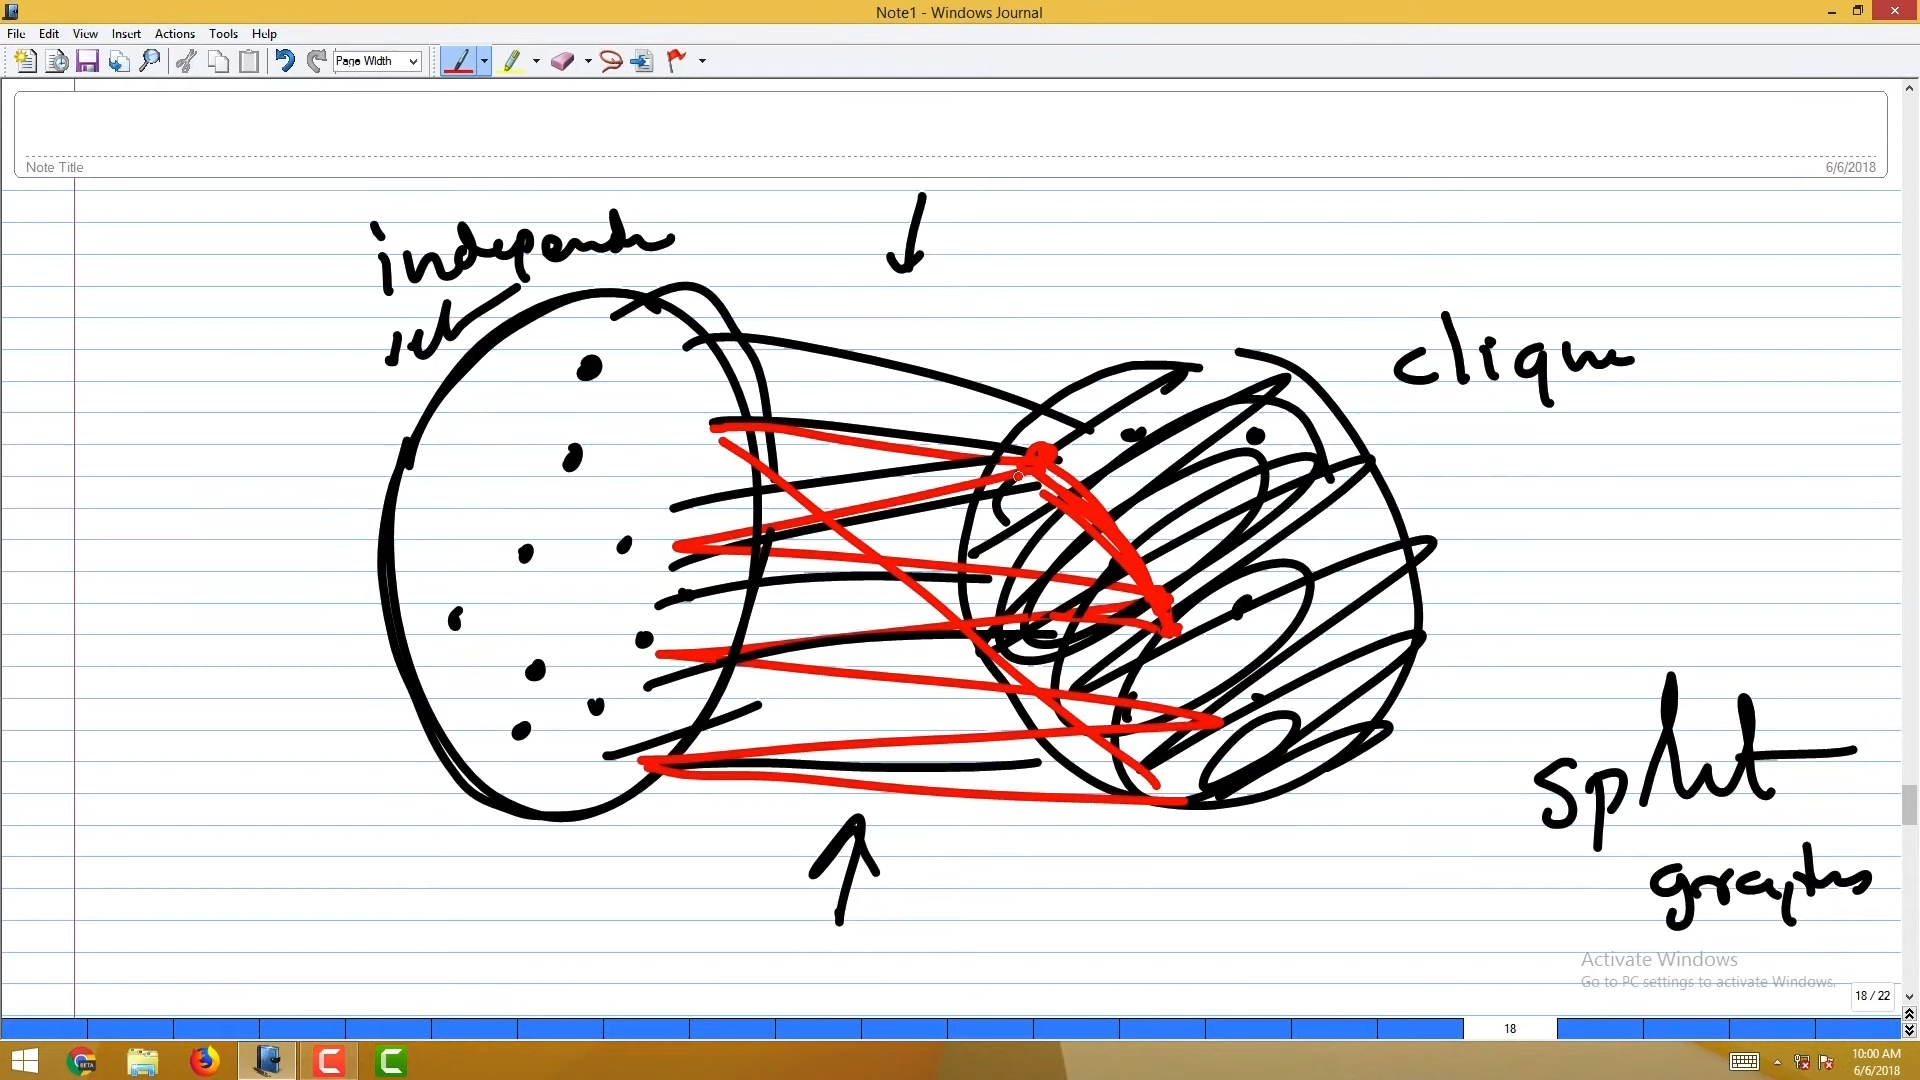 Note1 - Windows Journal
File Edit View Insert Actions Tools Help
Page Width
Note Title
6/6/2018
set
split
graphs
Activate Windows
Go to PC settings to activate Windows.
18 / 22
18
BETA
10:00 AM
6/6/2018